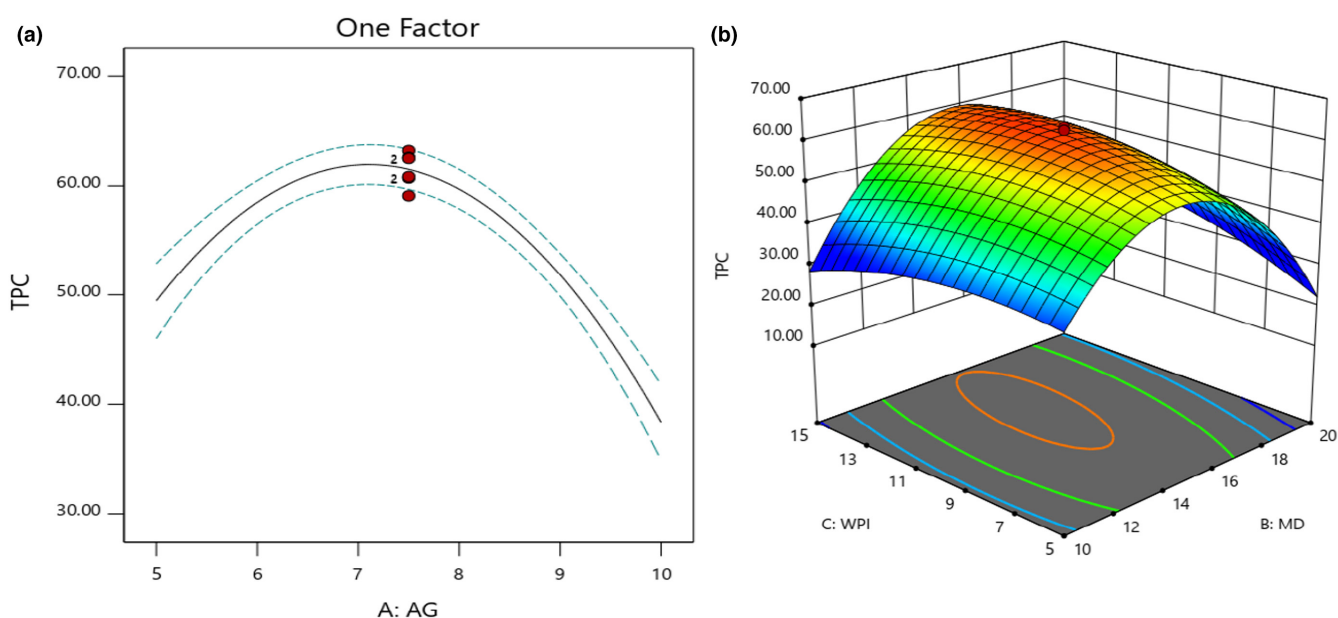 (a)
One Factor
70.00
60.00
50.00
40.00
30.00
TPC
2
2
5 6 7 8 9 10
A: AG
(b)
70.00
60.00
50.00
40.00
30.00
20.00
10.00
TPC
15 13 11 9 7 5
C: WPI
10 12 14 16 18 20
B: MD